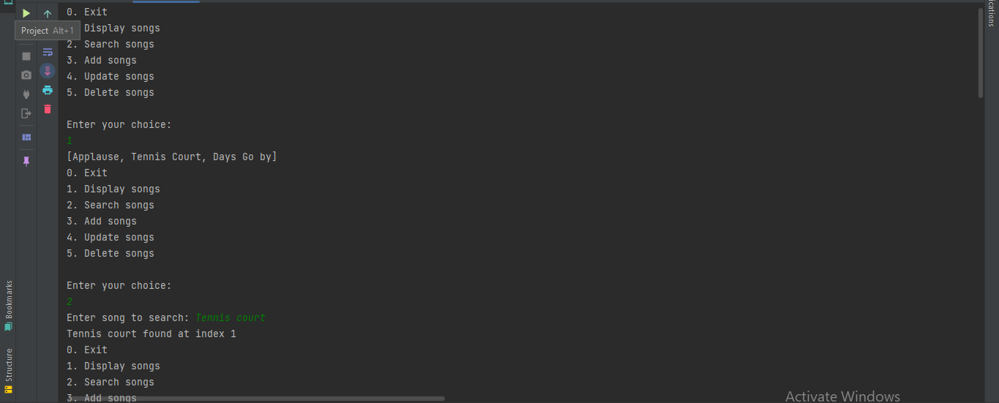 0. Exit
Project Alt+1
Display songs
2. Search songs
3. Add songs
4. Update songs
5. Delete songs
Enter your choice:
1
[Applause, Tennis Court, Days Go by]
0. Exit
1. Display songs
2. Search songs
3. Add songs
4. Update songs
5. Delete songs
Enter your choice:
2
Enter song to search: Tennis court
Tennis court found at index 1
0. Exit
1. Display songs
2. Search songs
3. Add songs
Bookmarks
Structure
Activate Windows